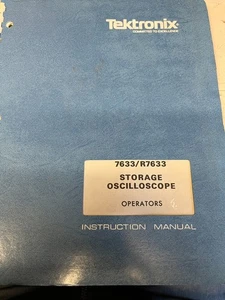 Tektronix
COMMITTED TO EXCELLENCE
7633/R7633
STORAGE
OSCILLOSCOPE
OPERATORS
INSTRUCTION MANUAL